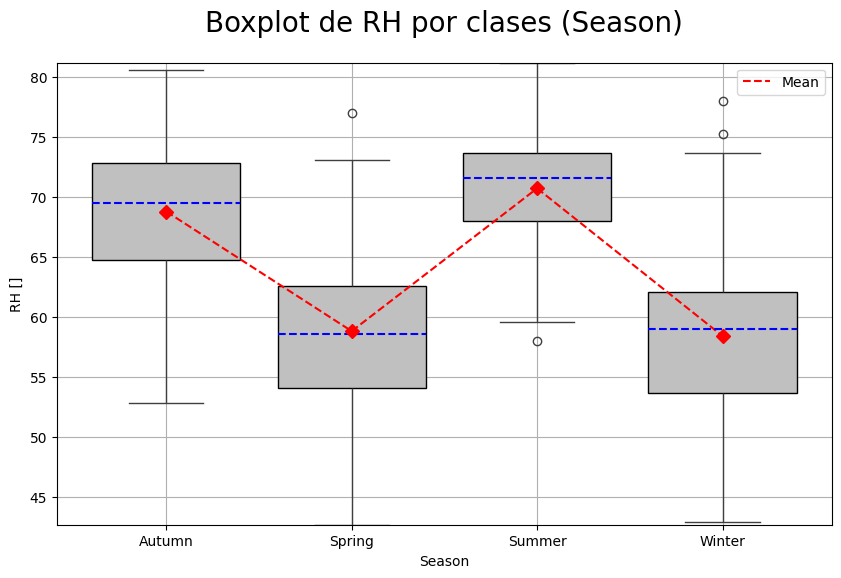 Boxplot de RH por clases (Season)
Mean
80
75
70
65
60
55
50
45
RH []
Autumn
Spring
Summer
Winter
Season